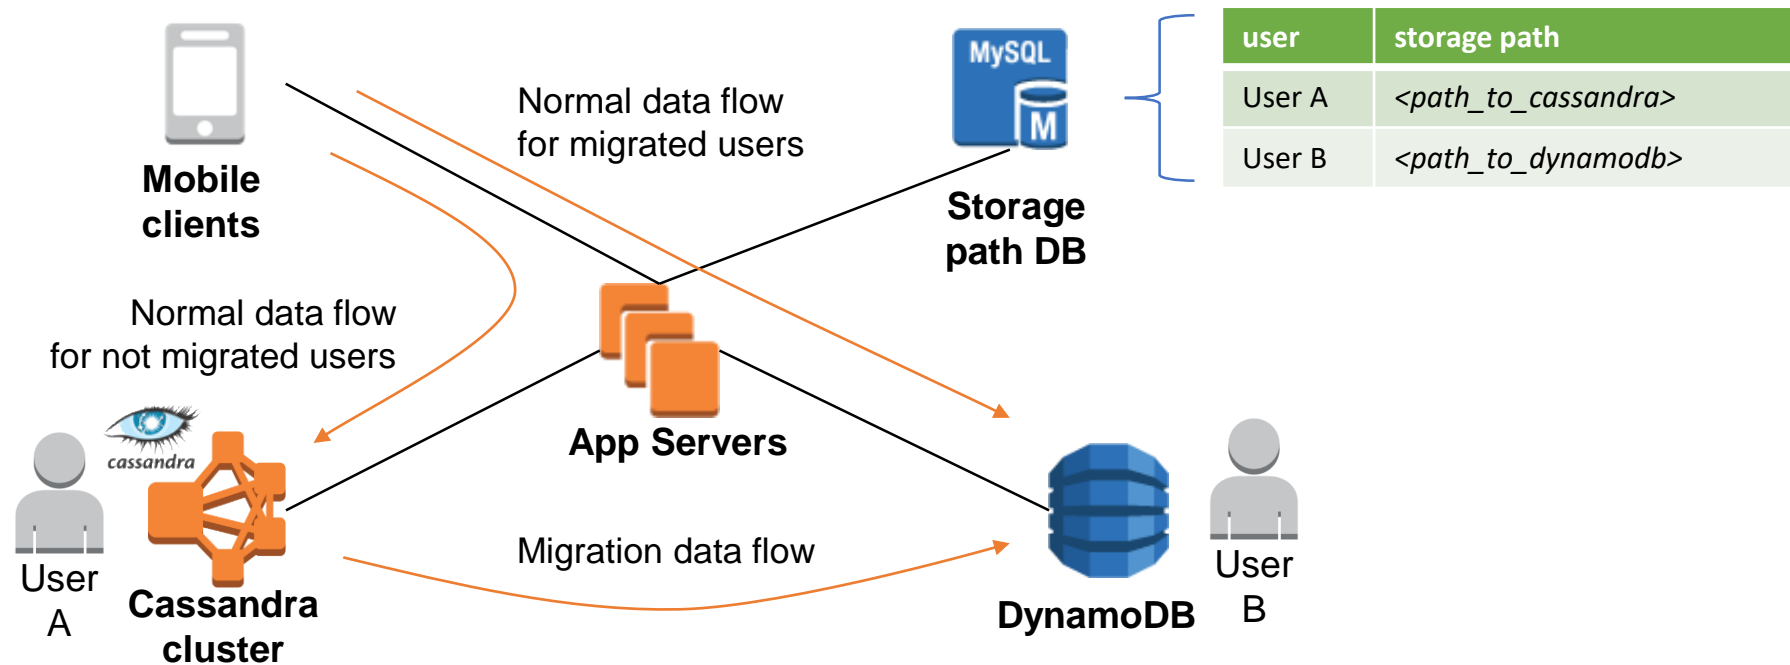 MySQL
M
user storage path
User A <path_to_cassandra>
User B <path_to_dynamodb>
Normal data flow
for migrated users
Mobile
clients
Storage
path DB
Normal data flow
for not migrated users
App Servers
cassandra
User
A
Cassandra
cluster
Migration data flow
DynamoDB
User
B